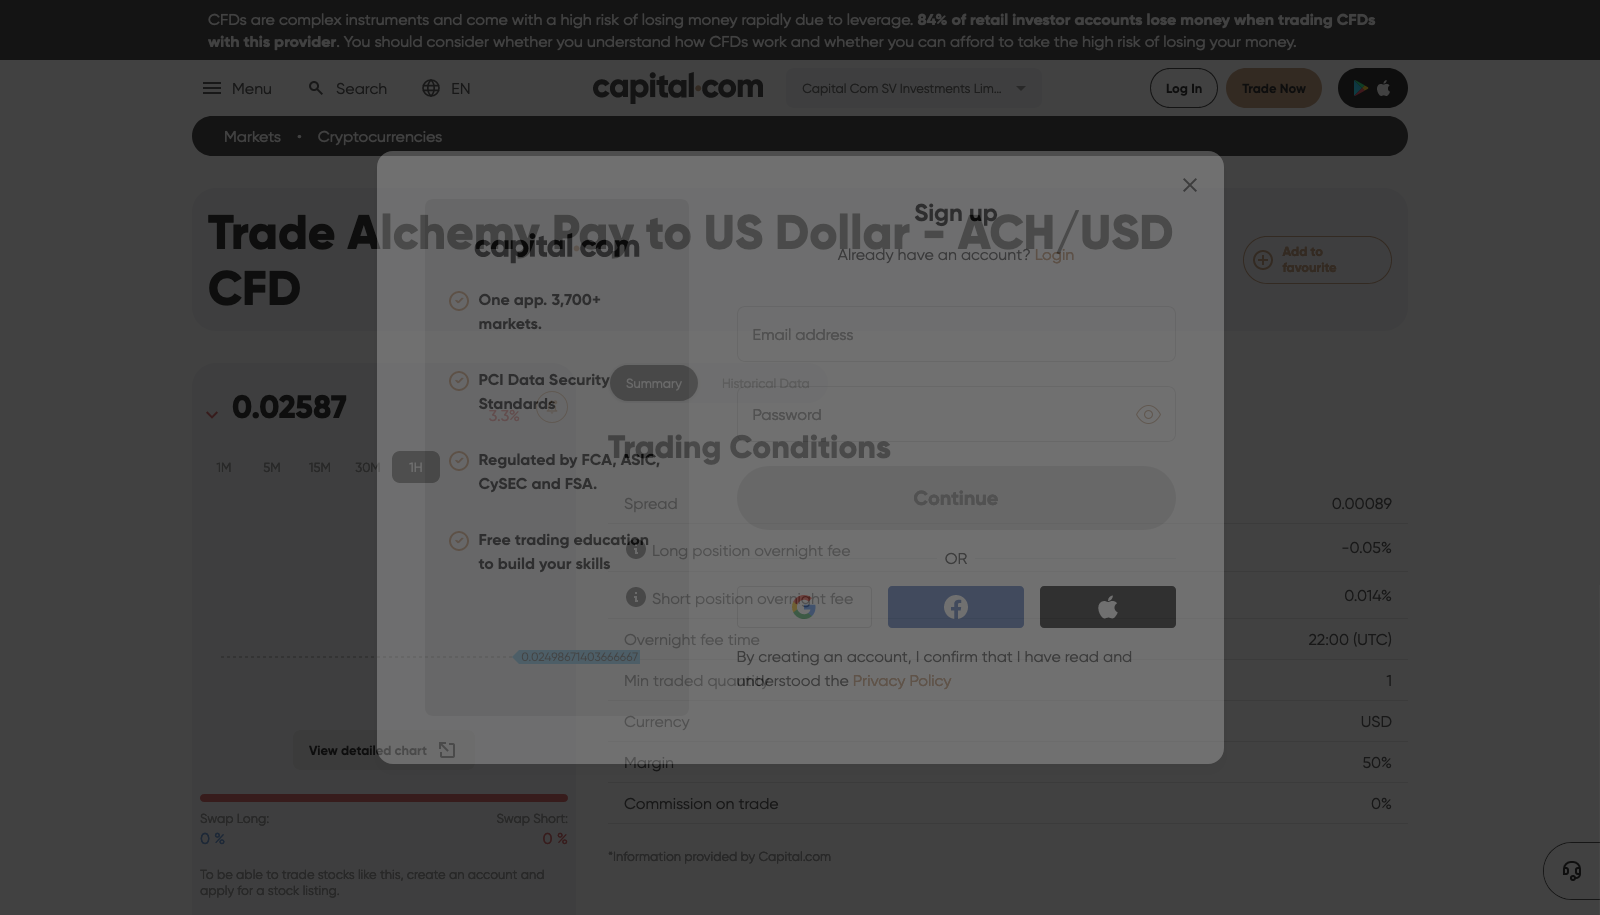 CFDs are complex instruments and come with a high risk of losing money rapidly due to leverage. 84% of retail investor accounts lose money when trading CFDs
with this provider. You should consider whether you understand how CFDs work and whether you can afford to take the high risk of losing your money.
Menu
Search
EN
capital.com
Capital Com SV Investments Lim...
Log In
Trade Now
Markets • Cryptocurrencies
Trade Alchemy Pay to US Dollar - ACH/USD
CFD
Add to
favourite
0.02587
3.3%
1M
5M
15M
30M
1H
0.02498671403666667
View detailed chart
Swap Long:
0 %
Swap Short:
0 %
To be able to trade stocks like this, create an account and
apply for a stock listing.
Summary
Historical Data
Trading Conditions
Spread 0.00089
Long position overnight fee -0.05%
Short position overnight fee 0.014%
Overnight fee time 22:00 (UTC)
Min traded quantity 1
Currency USD
Margin 50%
Commission on trade 0%
*Information provided by Capital.com
capital.com
One app. 3,700+
markets.
PCI Data Security
Standards
Regulated by FCA, ASIC,
CySEC and FSA.
Free trading education
to build your skills
Sign up
Already have an account? Login
Email address
Password
Continue
OR
By creating an account, I confirm that I have read and
understood the Privacy Policy